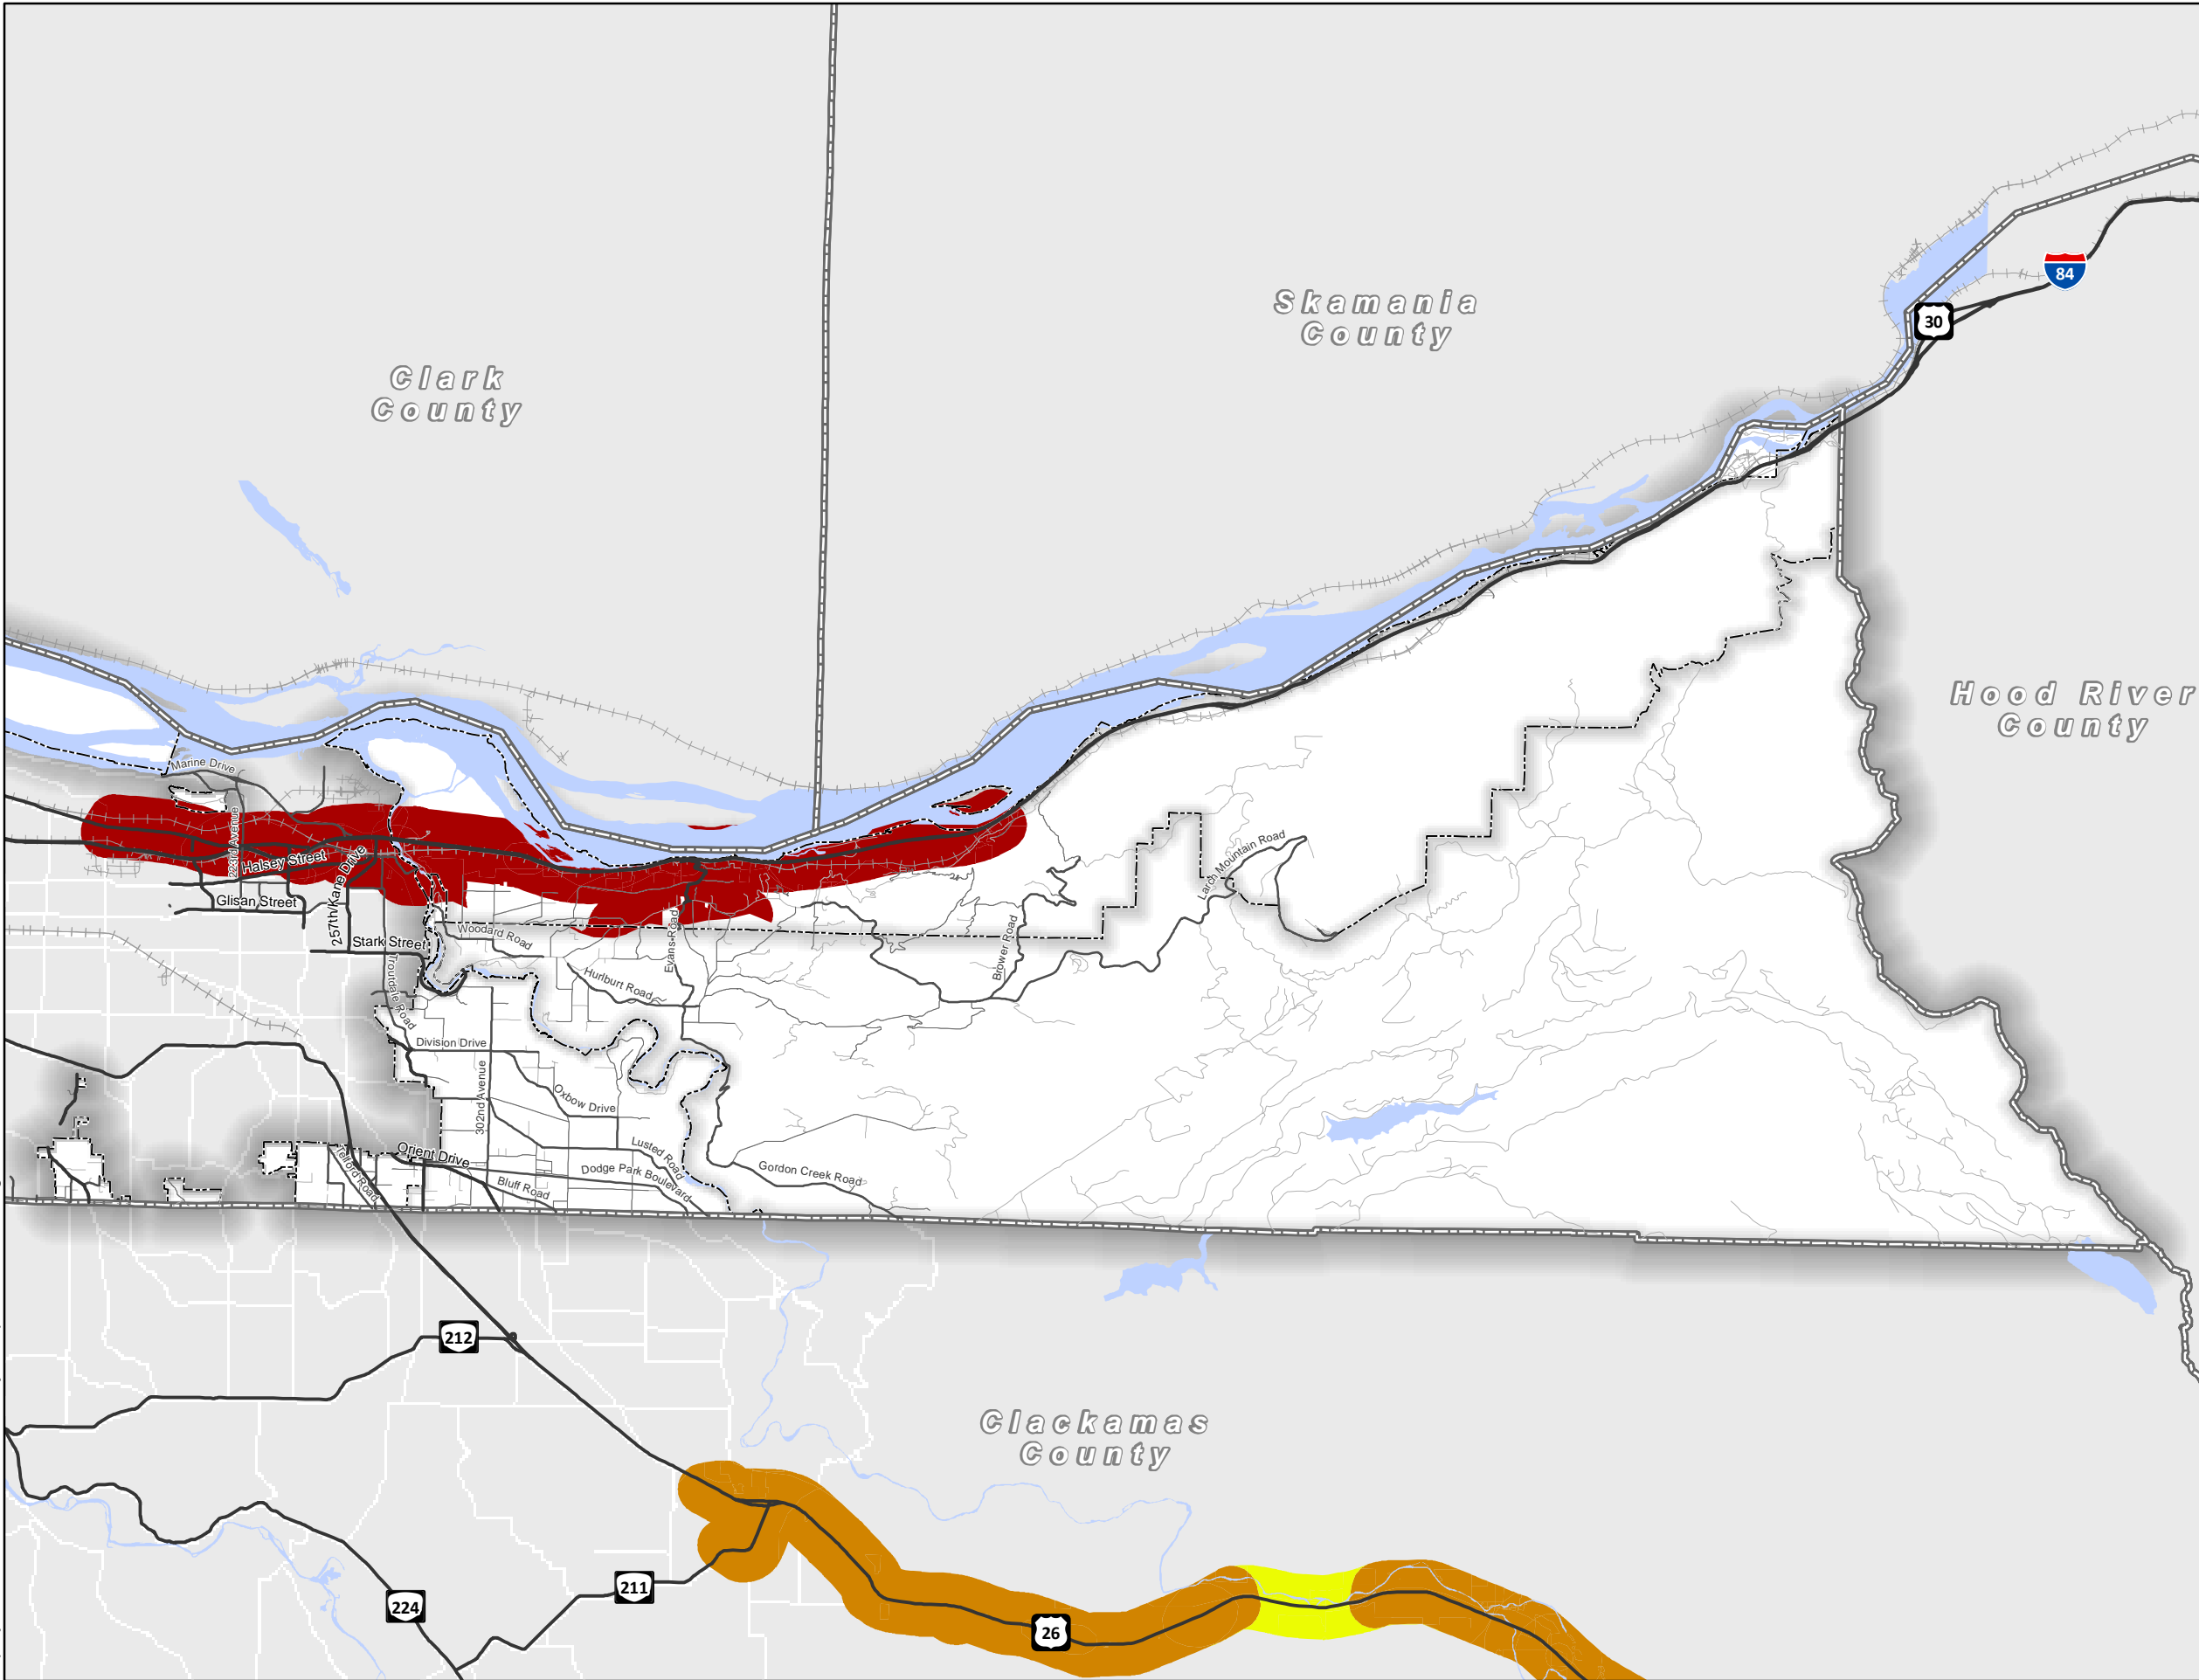 84
Skamania
County
30
Clark
County
Hood River
County
Marine Drive
223rd Avenue
Halsey Street
257th/Kane Drive
Glisan Street
Larch Mountain Road
Stark Street
Woodard Road
Evans Road
Brower Road
Troutdale Road
Hurlburt Road
Division Drive
302nd Avenue
Oxbow Drive
Orient Drive
Lusted Road
Telford Road
Dodge Park Boulevard
Gordon Creek Road
Bluff Road
212
Clackamas
County
211
224
26